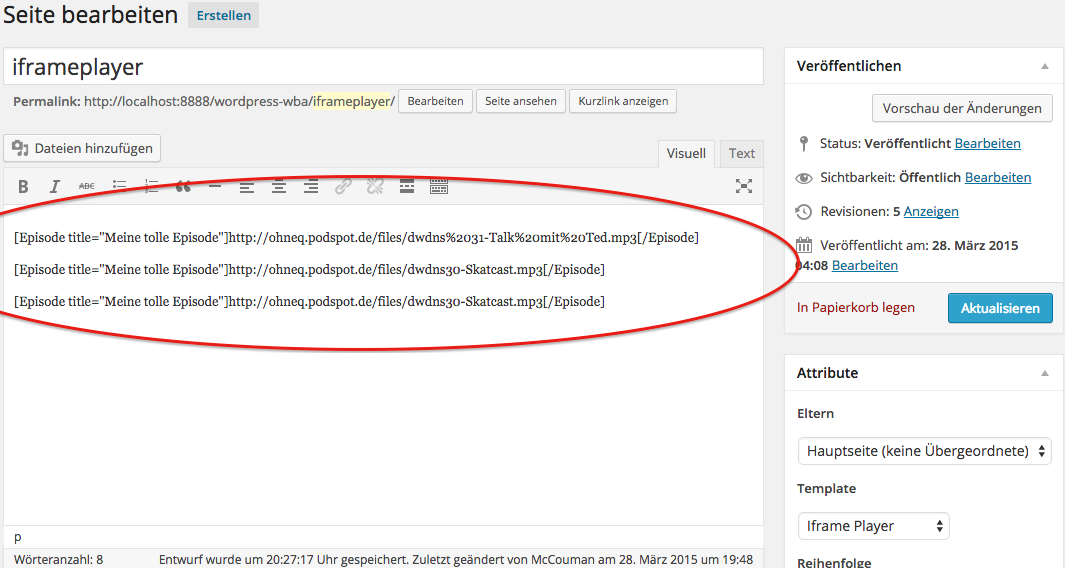 Seite bearbeiten Erstellen
iframeplayer
Permalink: http://localhost:8888/wordpress-wba/iframeplayer/ Bearbeiten Seite ansehen Kurzlink anzeigen
Dateien hinzufügen
Visuell Text
B I ABC
[Episode title="Meine tolle Episode"]http://ohneq.podspot.de/files/dwdns%2031-Talk%20mit%20Ted.mp3[/Episode]
[Episode title="Meine tolle Episode"]http://ohneq.podspot.de/files/dwdns30-Skatcast.mp3[/Episode]
[Episode title="Meine tolle Episode"]http://ohneq.podspot.de/files/dwdns30-Skatcast.mp3[/Episode]
p
Wörteranzahl: 8 Entwurf wurde um 20:27:17 Uhr gespeichert. Zuletzt geändert von McCouman am 28. März 2015 um 19:48
Veröffentlichen
Vorschau der Änderungen
Status: Veröffentlicht Bearbeiten
Sichtbarkeit: Öffentlich Bearbeiten
Revisionen: 5 Anzeigen
Veröffentlicht am: 28. März 2015
04:08 Bearbeiten
In Papierkorb legen Aktualisieren
Attribute
Eltern
Hauptseite (keine Übergeordnete)
Template
Iframe Player
Reihenfolge